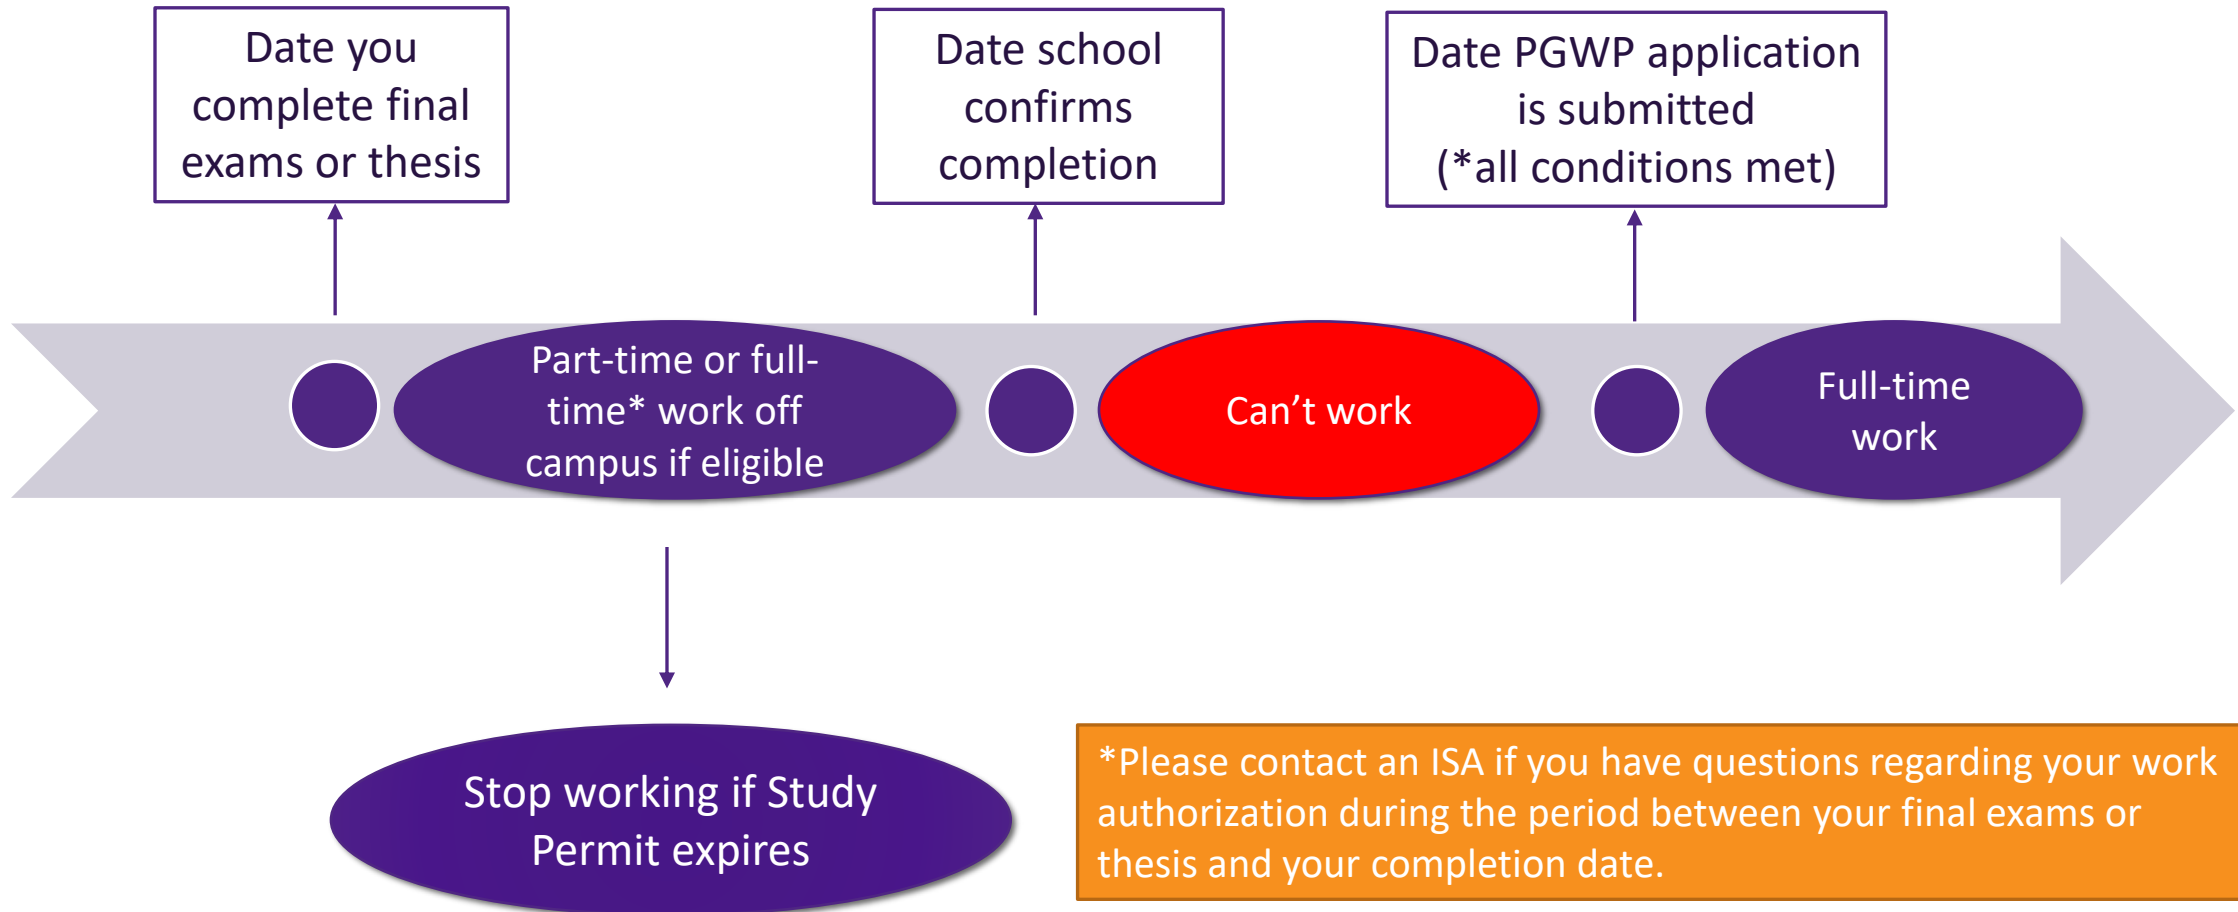 Date you
complete final
exams or thesis
Date school
confirms
completion
Date PGWP application
is submitted
(*all conditions met)
Part-time or full-
time* work off
campus if eligible
Can’t work
Full-time
work
Stop working if Study
Permit expires
*Please contact an ISA if you have questions regarding your work
authorization during the period between your final exams or
thesis and your completion date.